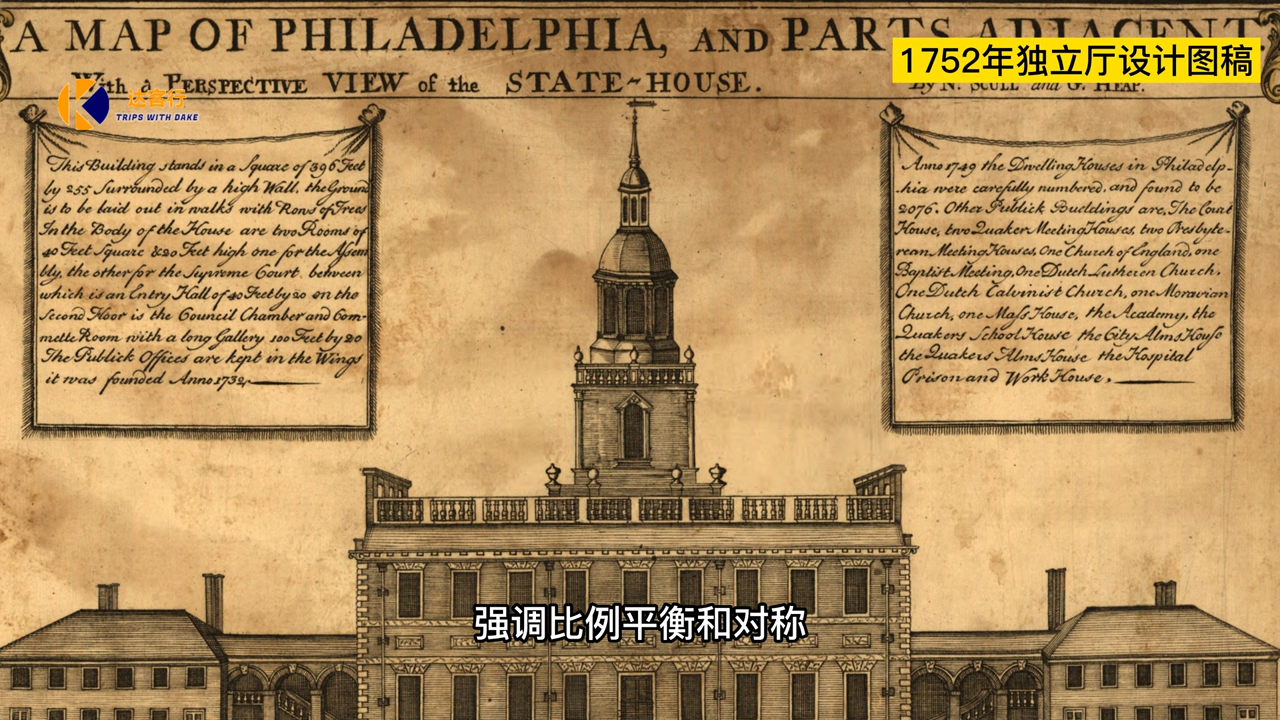 A MAP OF PHILADELPHIA, AND PARTS ADJACENT.
1752年独立厅设计图稿
With a PERSPECTIVE VIEW of the STATE-HOUSE.
By N. SCULL and G. HEAP.
达客行
TRIPS WITH DAKE
This Building stands in a Square of 396 Feet
by 255 Surrounded by a high Wall, the Ground
is to be laid out in walks with Rows of Trees
In the Body of the House are two Rooms of
40 Feet Square & 20 Feet high one for the Assem
bly, the other for the Supreme Court, between
which is an Entry Hall of 40 Feet by 20 on the
Second Floor is the Council Chamber and Com-
mette Room with a long Gallery 100 Feet by 20
The Publick Offices are kept in the Wings
it was founded Anno 1732,
Anno 1749 the Dwelling Houses in Philadelp-
-hia were carefully numbered, and found to be
2076. Other Publick Buildings are, The Court
House, two Quaker Meeting Houses, two Presbyte-
rean Meeting Houses, One Church of England, one
Baptist Meeting, One Dutch Lutheren Church,
One Dutch Calvinist Church, one Moravian
Church, one Mass House, the Academy, the
Quakers School House the City Alms House
the Quakers Alms House the Hospital
Prison and Work House,
强调比例平衡和对称